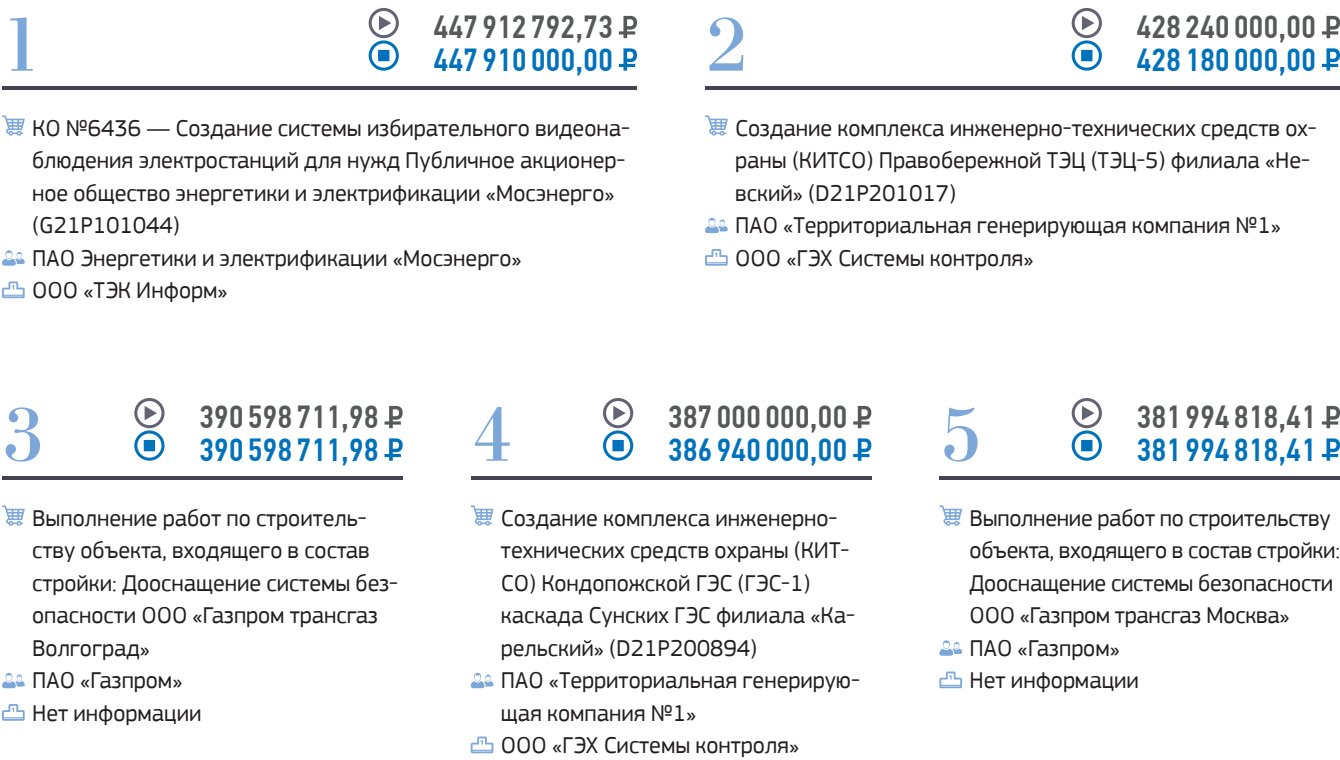 1
447 912 792,73 ₽
447 910 000,00 ₽
КО №6436 — Создание системы избирательного видеона-
блюдения электростанций для нужд Публичное акционер-
ное общество энергетики и электрификации «Мосэнерго»
(G21P101044)
ПАО Энергетики и электрификации «Мосэнерго»
ООО «ТЭК Информ»
2
428 240 000,00 ₽
428 180 000,00 ₽
Создание комплекса инженерно-технических средств ох-
раны (КИТСО) Правобережной ТЭЦ (ТЭЦ-5) филиала «Не-
вский» (D21P201017)
ПАО «Территориальная генерирующая компания №1»
ООО «ГЭХ Системы контроля»
3
390 598 711,98 ₽
390 598 711,98 ₽
Выполнение работ по строитель-
ству объекта, входящего в состав
стройки: Дооснащение системы без-
опасности ООО «Газпром трансгаз
Волгоград»
ПАО «Газпром»
Нет информации
4
387 000 000,00 ₽
386 940 000,00 ₽
Создание комплекса инженерно-
технических средств охраны (КИТ-
СО) Кондопожской ГЭС (ГЭС-1)
каскада Сунских ГЭС филиала «Ка-
рельский» (D21P200894)
ПАО «Территориальная генерирую-
щая компания №1»
ООО «ГЭХ Системы контроля»
5
381 994 818,41 ₽
381 994 818,41 ₽
Выполнение работ по строительству
объекта, входящего в состав стройки:
Дооснащение системы безопасности
ООО «Газпром трансгаз Москва»
ПАО «Газпром»
Нет информации